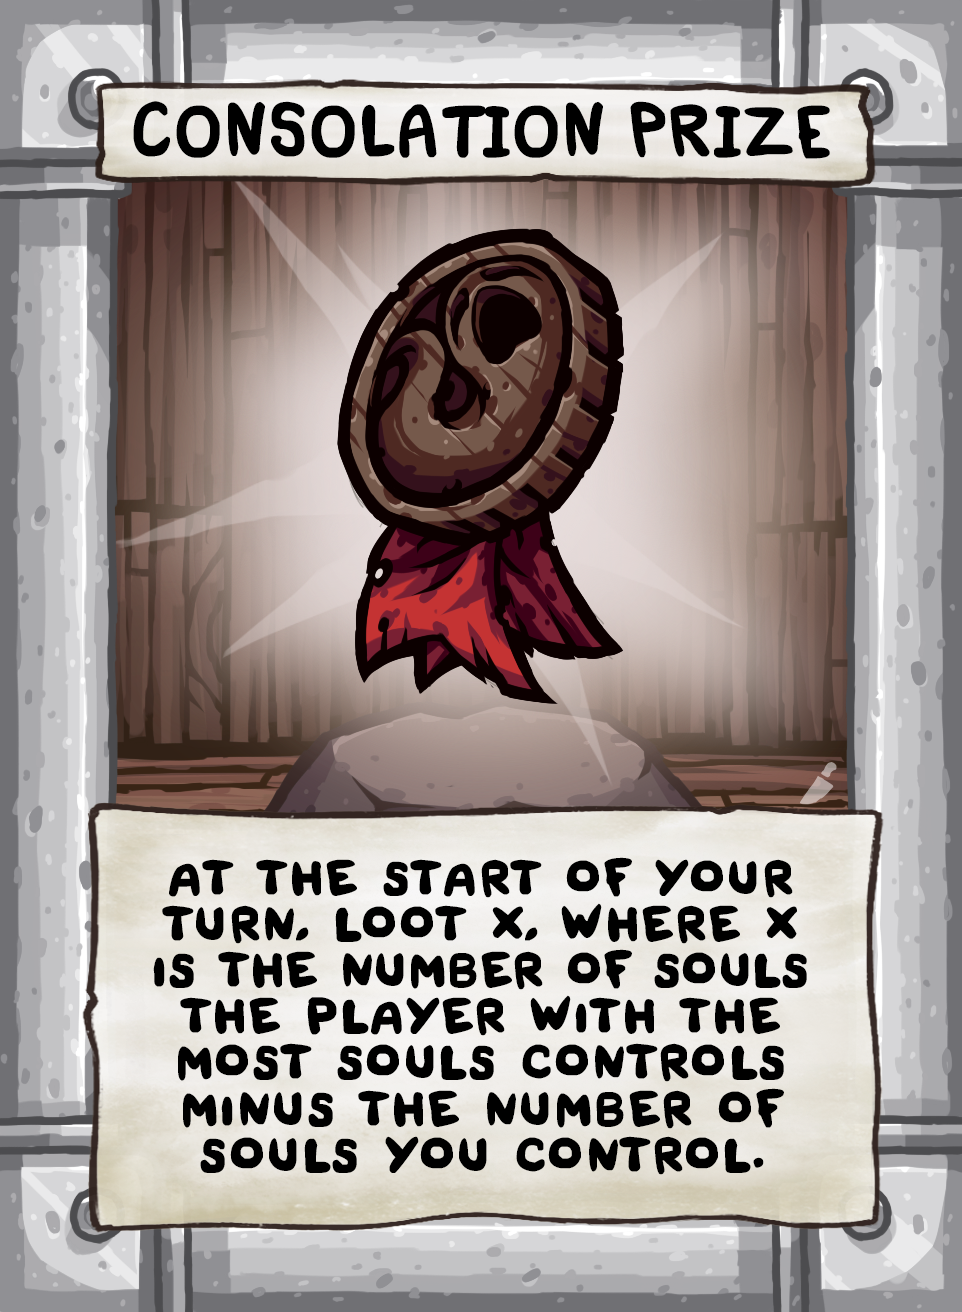 CONSOLATION PRIZE
AT THE START OF YOUR
TURN, LOOT X, WHERE X
IS THE NUMBER OF SOULS
THE PLAYER WITH THE
MOST SOULS CONTROLS
MINUS THE NUMBER OF
SOULS YOU CONTROL.